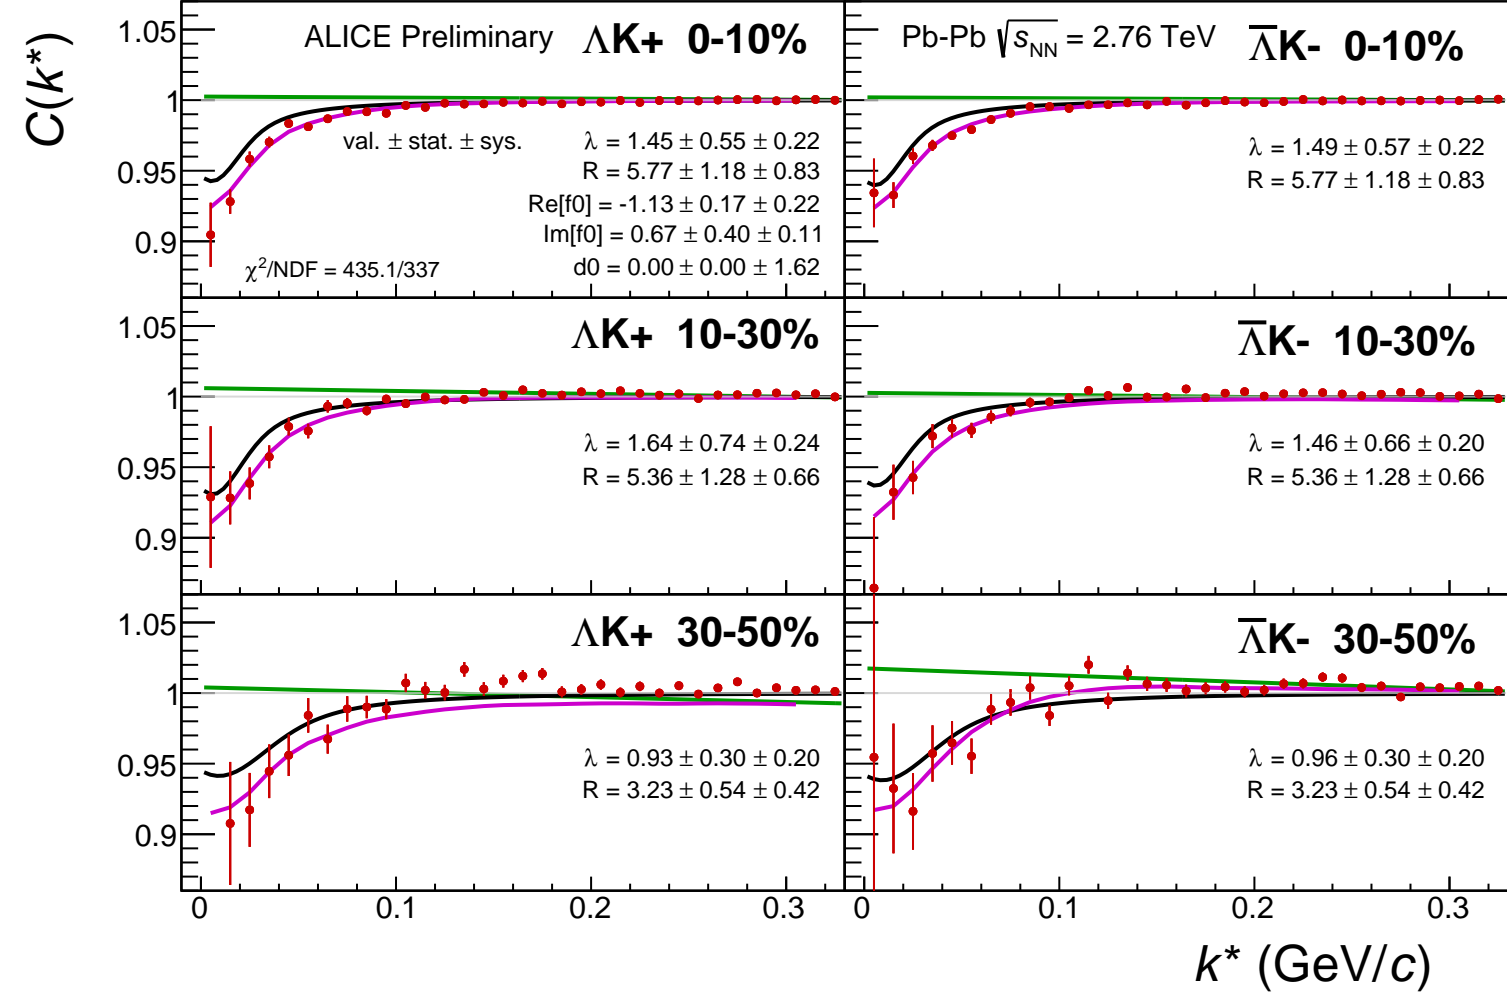 C(k*)
ALICE Preliminary ΛK+ 0-10%
1.05
1
0.95
0.9
val. ± stat. ± sys.
λ = 1.45 ± 0.55 ± 0.22
R = 5.77 ± 1.18 ± 0.83
Re[f0] = -1.13 ± 0.17 ± 0.22
Im[f0] = 0.67 ± 0.40 ± 0.11
d0 = 0.00 ± 0.00 ± 1.62
χ²/NDF = 435.1/337
Pb-Pb √s_NN = 2.76 TeV Λ̅K- 0-10%
λ = 1.49 ± 0.57 ± 0.22
R = 5.77 ± 1.18 ± 0.83
ΛK+ 10-30%
1.05
1
0.95
0.9
λ = 1.64 ± 0.74 ± 0.24
R = 5.36 ± 1.28 ± 0.66
Λ̅K- 10-30%
λ = 1.46 ± 0.66 ± 0.20
R = 5.36 ± 1.28 ± 0.66
ΛK+ 30-50%
1.05
1
0.95
0.9
λ = 0.93 ± 0.30 ± 0.20
R = 3.23 ± 0.54 ± 0.42
Λ̅K- 30-50%
λ = 0.96 ± 0.30 ± 0.20
R = 3.23 ± 0.54 ± 0.42
0 0.1 0.2 0.3
0 0.1 0.2 0.3
k* (GeV/c)